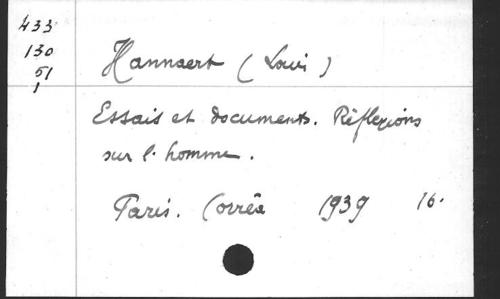 433
130
51
1
Hannaert (Louis)
Essais et documents. Réflexions
sur l'homme.
Paris. Corrêa 1939 16.